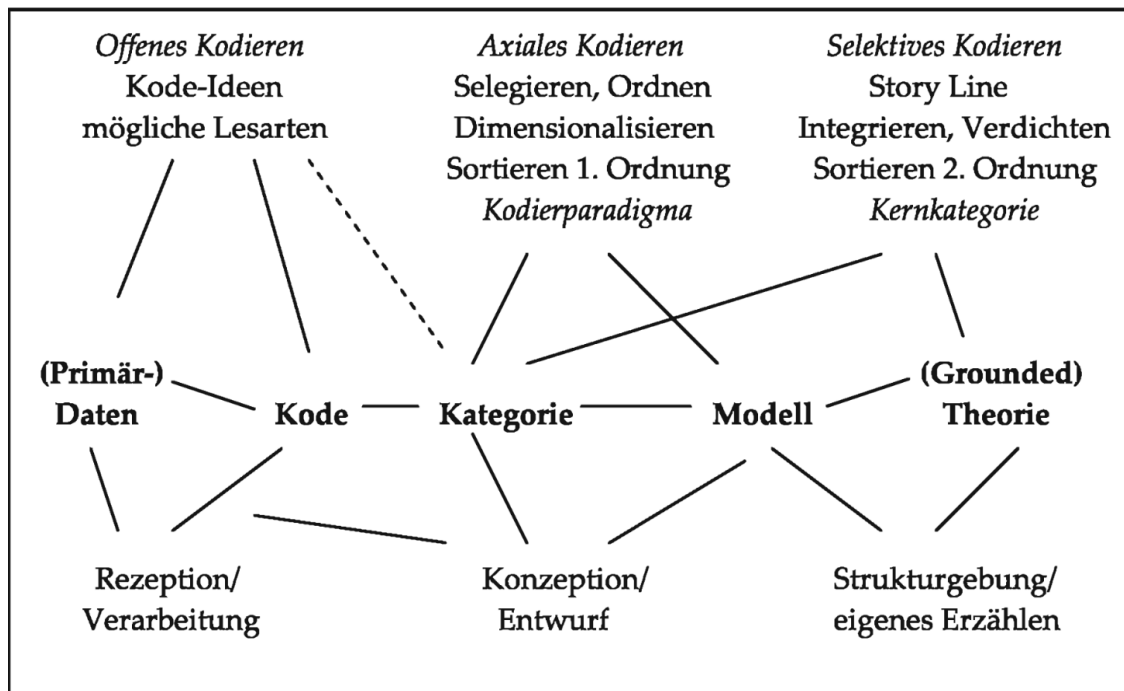 Offenes Kodieren
Kode-Ideen
mögliche Lesarten
Axiales Kodieren
Selegieren, Ordnen
Dimensionalisieren
Sortieren 1. Ordnung
Kodierparadigma
Selektives Kodieren
Story Line
Integrieren, Verdichten
Sortieren 2. Ordnung
Kernkategorie
(Primär-)
Daten
Kode
Kategorie
Modell
(Grounded)
Theorie
Rezeption/
Verarbeitung
Konzeption/
Entwurf
Strukturgebung/
eigenes Erzählen